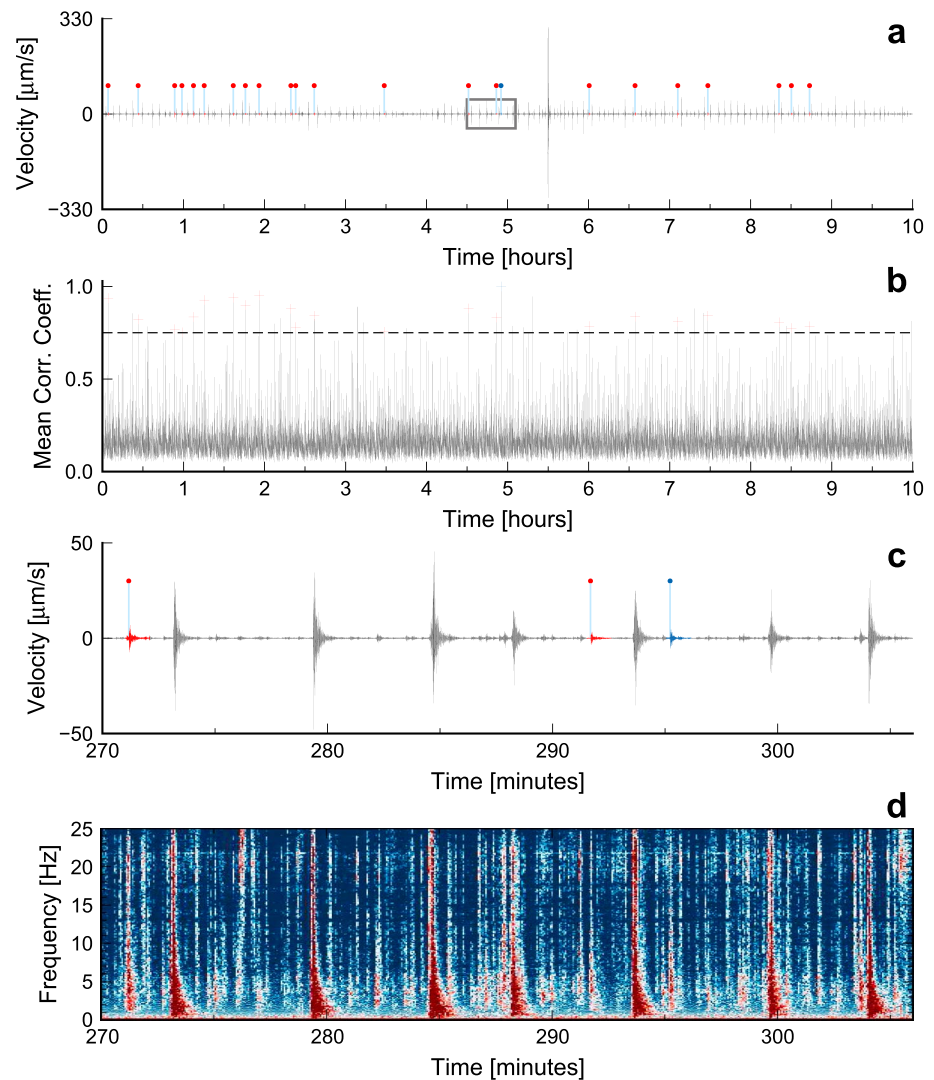 a
330
0
−330
Velocity [μm/s]
0 1 2 3 4 5 6 7 8 9 10
Time [hours]
b
1.0
0.5
0.0
Mean Corr. Coeff.
0 1 2 3 4 5 6 7 8 9 10
Time [hours]
c
50
0
−50
Velocity [μm/s]
270 280 290 300
Time [minutes]
d
25
20
15
10
5
0
Frequency [Hz]
270 280 290 300
Time [minutes]